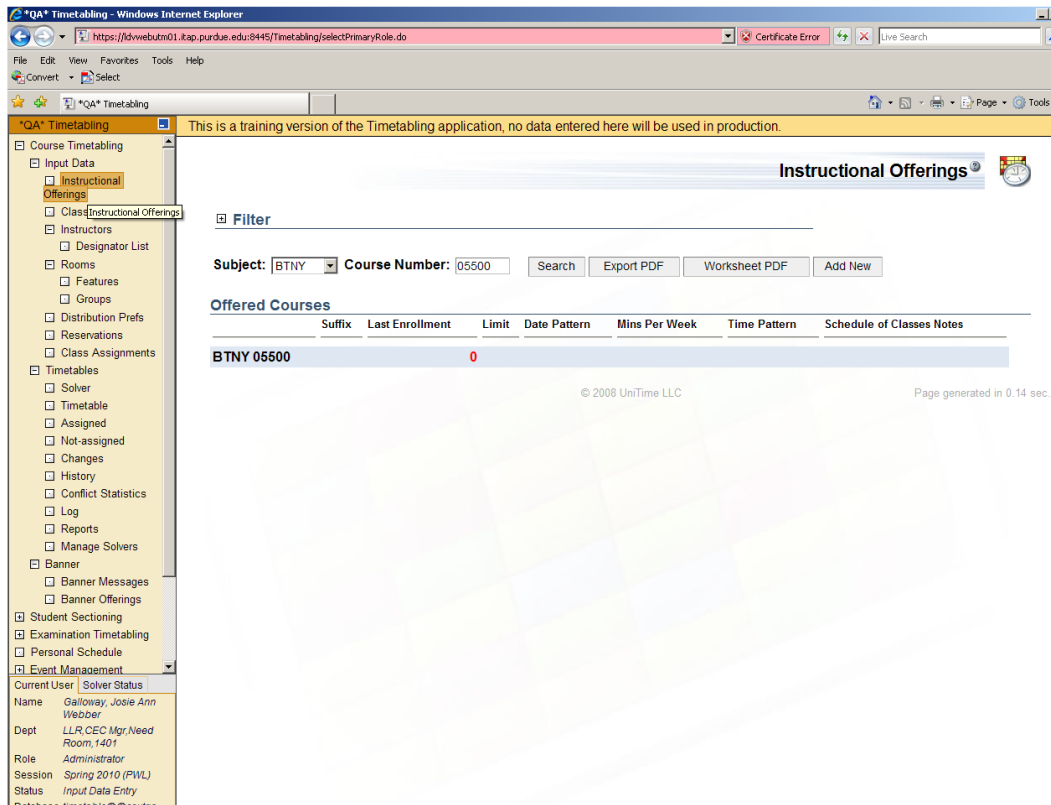 *QA* Timetabling - Windows Internet Explorer
https://ldvwebutm01.itap.purdue.edu:8445/Timetabling/selectPrimaryRole.do
Certificate Error
Live Search
File Edit View Favorites Tools Help
Convert Select
*QA* Timetabling
Page Tools
*QA* Timetabling
This is a training version of the Timetabling application, no data entered here will be used in production.
Course Timetabling
Input Data
Instructional
Offerings
Class
Instructional Offerings
Instructors
Designator List
Rooms
Features
Groups
Distribution Prefs
Reservations
Class Assignments
Timetables
Solver
Timetable
Assigned
Not-assigned
Changes
History
Conflict Statistics
Log
Reports
Manage Solvers
Banner
Banner Messages
Banner Offerings
Student Sectioning
Examination Timetabling
Personal Schedule
Event Management
Current User Solver Status
Name Galloway, Josie Ann
Webber
Dept LLR,CEC Mgr,Need
Room,1401
Role Administrator
Session Spring 2010 (PWL)
Status Input Data Entry
Instructional Offerings
Filter
Subject: BTNY Course Number: 05500 Search Export PDF Worksheet PDF Add New
Offered Courses
Suffix Last Enrollment Limit Date Pattern Mins Per Week Time Pattern Schedule of Classes Notes
BTNY 05500 0
© 2008 UniTime LLC Page generated in 0.14 sec.